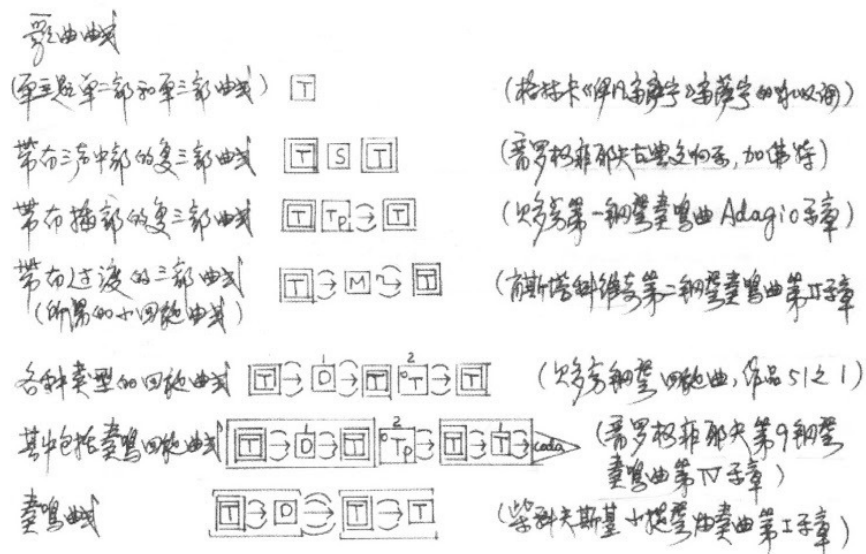 歌曲曲式
(单主题单二部和单三部曲式) T (格林卡《伊凡·苏萨宁》苏萨宁的咏叹调)
带有三声中部的复三部曲式 T S T (普罗柯菲耶夫古典交响乐,加伏特)
带有插部的复三部曲式 T Tp T (贝多芬第一钢琴奏鸣曲 Adagio乐章)
带有过渡的三部曲式 T M T (肖斯塔科维奇第二钢琴奏鸣曲第Ⅱ乐章
(所谓的小回旋曲式)
各种类型的回旋曲式 T 1 D T 2 °T T (贝多芬钢琴回旋曲,作品51之1)
其中包括奏鸣回旋曲式 T 1 D T 2 °Tp T 1 T coda (普罗柯菲耶夫第9钢琴
奏鸣曲第Ⅳ乐章)
奏鸣曲式 T D T T (柴科夫斯基小提琴协奏曲第Ⅰ乐章)